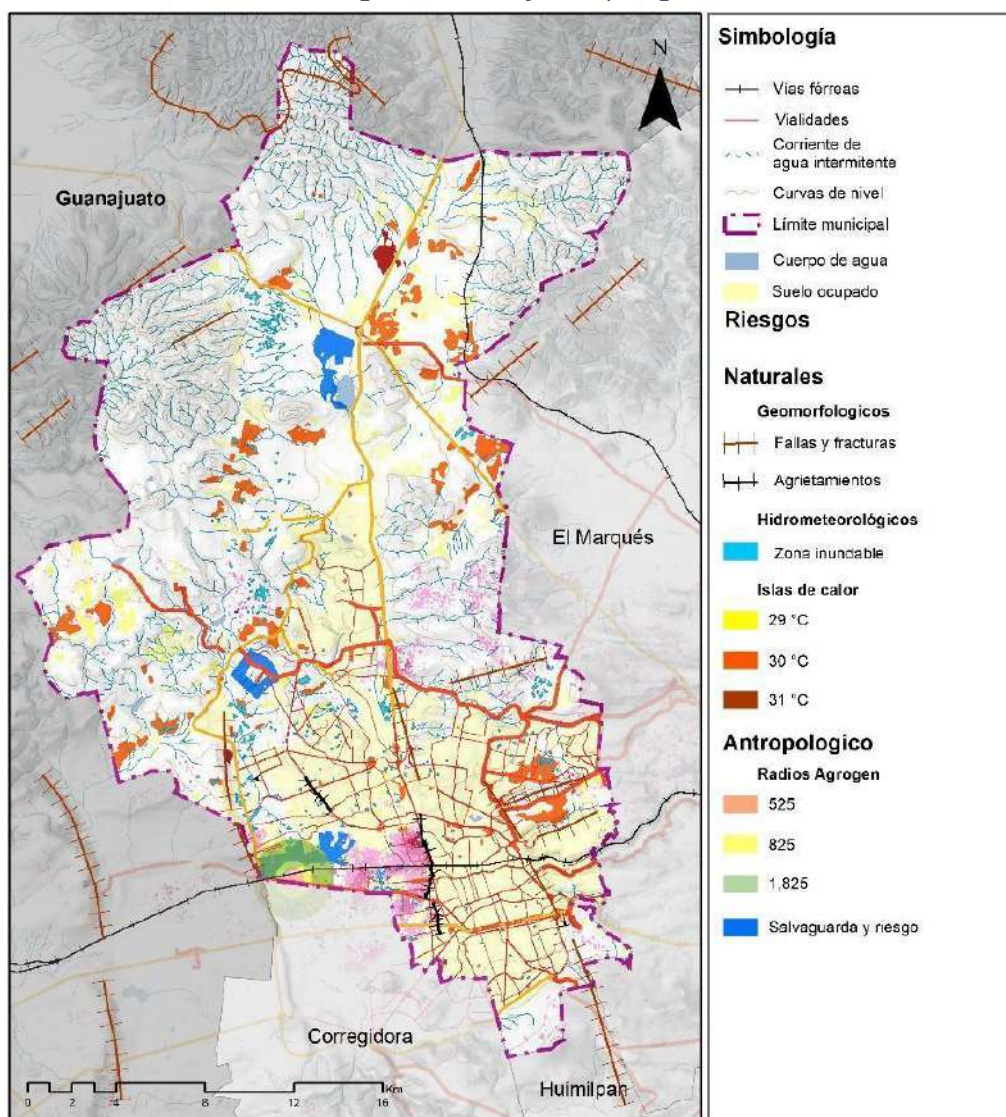 N
Guanajuato
El Marqués
Corregidora
Huimilpan
0 2 4 8 12 16
Km
Simbología
Vías férreas
Vialidades
Corriente de
agua intermitente
Curvas de nivel
Límite municipal
Cuerpo de agua
Suelo ocupado
Riesgos
Naturales
Geomorfologicos
Fallas y fracturas
Agrietamientos
Hidrometeorológicos
Zona inundable
Islas de calor
29 °C
30 °C
31 °C
Antropologico
Radios Agrogen
525
825
1,825
Salvaguarda y riesgo